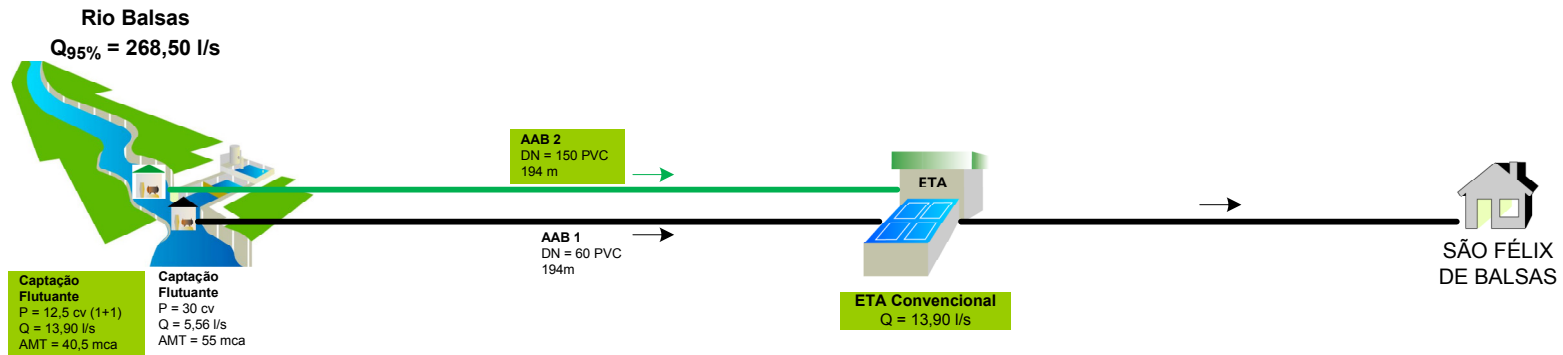 Rio Balsas
Q95% = 268,50 l/s
AAB 2
DN = 150 PVC
194 m
ETA
AAB 1
DN = 60 PVC
194m
Captação
Flutuante
P = 12,5 cv (1+1)
Q = 13,90 l/s
AMT = 40,5 mca
Captação
Flutuante
P = 30 cv
Q = 5,56 l/s
AMT = 55 mca
ETA Convencional
Q = 13,90 l/s
SÃO FÉLIX
DE BALSAS